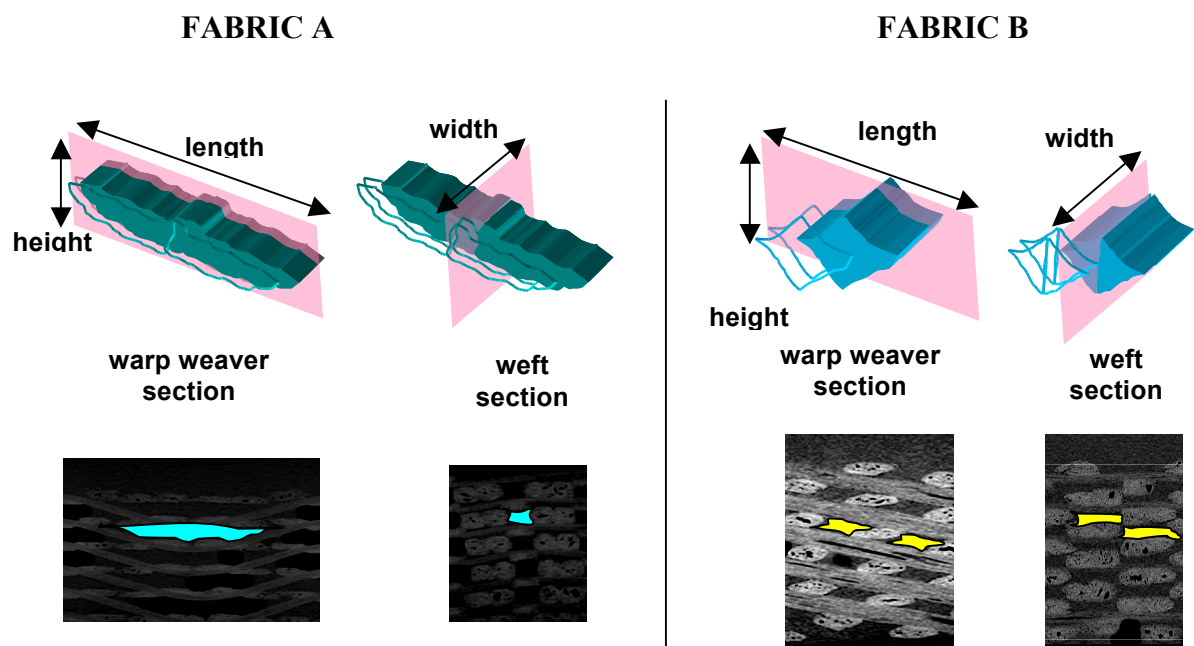 FABRIC A
FABRIC B
length
width
height
length
width
height
warp weaver
section
weft
section
warp weaver
section
weft
section